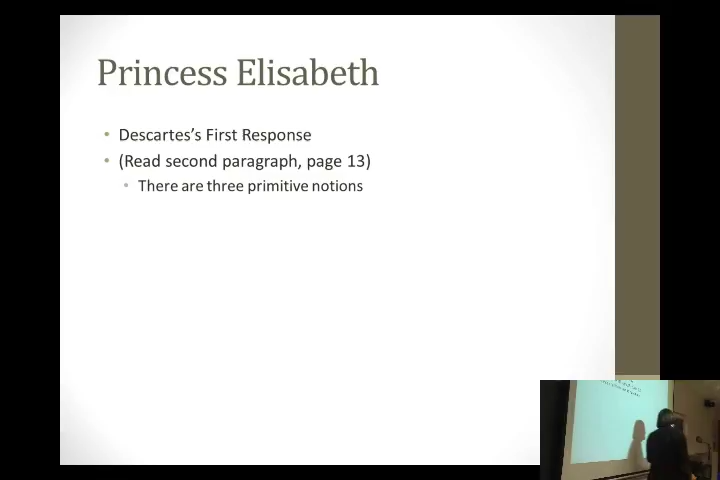 Princess Elisabeth
Descartes’s First Response
(Read second paragraph, page 13)
There are three primitive notions